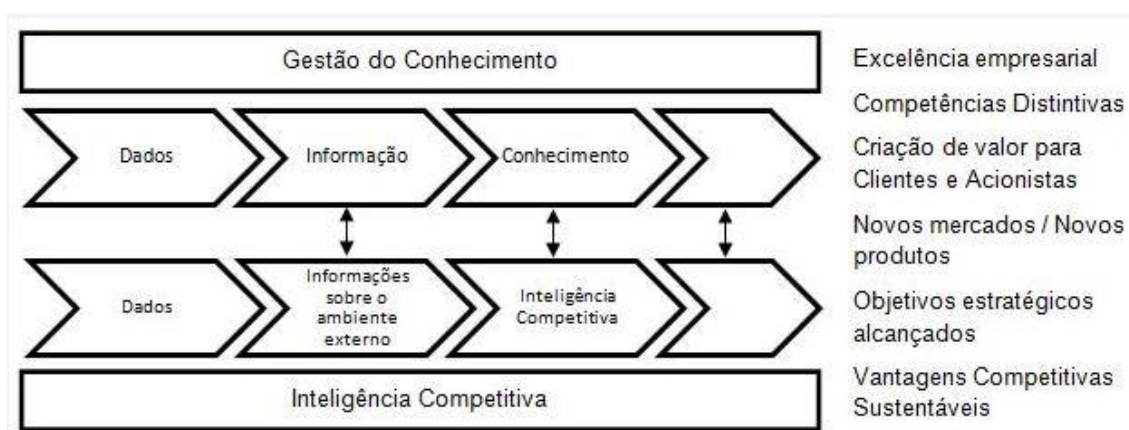 Gestão do Conhecimento
Dados
Informação
Conhecimento
Dados
Informações
sobre o
ambiente
externo
Inteligência
Competitiva
Inteligência Competitiva
Excelência empresarial
Competências Distintivas
Criação de valor para
Clientes e Acionistas
Novos mercados / Novos
produtos
Objetivos estratégicos
alcançados
Vantagens Competitivas
Sustentáveis